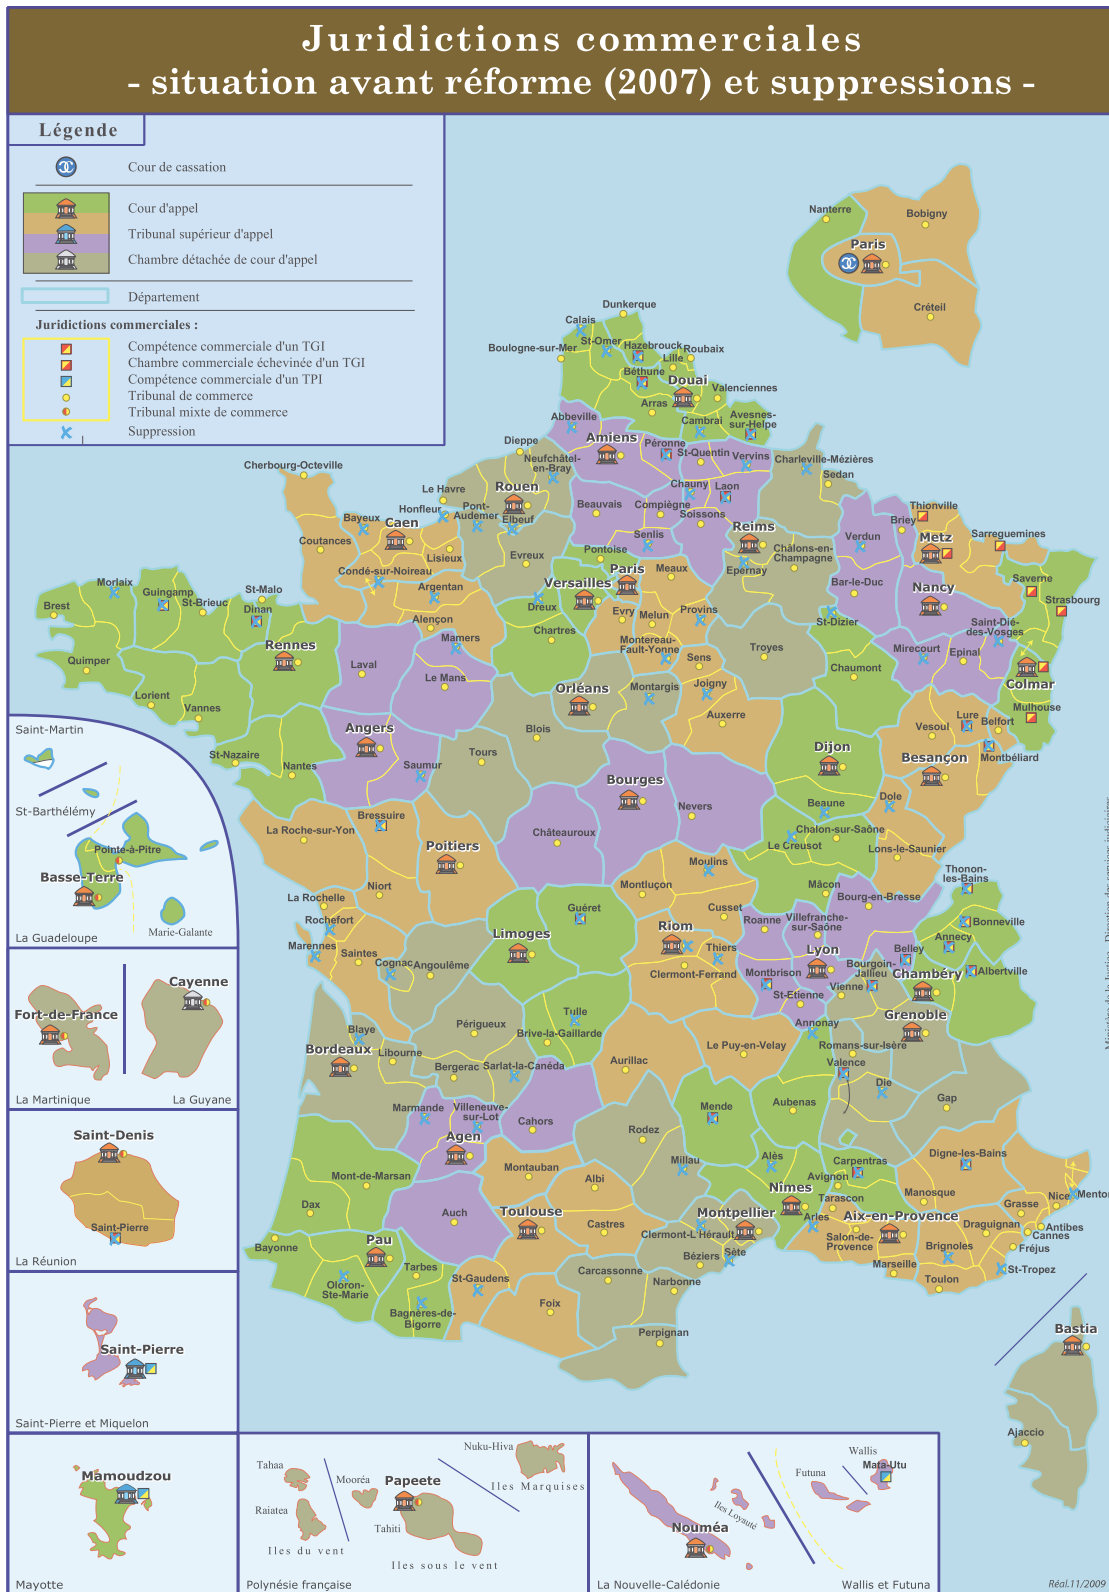 Juridictions commerciales
- situation avant réforme (2007) et suppressions -
Légende
Cour de cassation
Cour d'appel
Tribunal supérieur d'appel
Chambre détachée de cour d'appel
Département
Juridictions commerciales :
Compétence commerciale d'un TGI
Chambre commerciale échevinée d'un TGI
Compétence commerciale d'un TPI
Tribunal de commerce
Tribunal mixte de commerce
Suppression
Nanterre
Bobigny
Paris
Créteil
Dunkerque
Calais
St-Omer
Hazebrouck
Boulogne-sur-Mer
Lille
Roubaix
Béthune
Douai
Valenciennes
Arras
Cambrai
Avesnes-
sur-Helpe
Abbeville
Amiens
Péronne
St-Quentin
Vervins
Charleville-Mézières
Sedan
Dieppe
Neufchâtel-
en-Bray
Chauny
Laon
Cherbourg-Octeville
Le Havre
Rouen
Beauvais
Compiègne
Soissons
Thionville
Honfleur
Pont-
Audemer
Elbeuf
Bayeux
Caen
Senlis
Reims
Verdun
Briey
Metz
Sarreguemines
Coutances
Lisieux
Evreux
Pontoise
Châlons-en-
Champagne
Condé-sur-Noireau
Paris
Meaux
Epernay
Bar-le-Duc
Nancy
Saverne
Strasbourg
Morlaix
Guingamp
St-Brieuc
St-Malo
Dinan
Argentan
Versailles
Brest
Alençon
Dreux
Evry
Melun
Provins
St-Dizier
Saint-Dié-
des-Vosges
Rennes
Mamers
Chartres
Montereau-
Fault-Yonne
Troyes
Mirecourt
Epinal
Quimper
Laval
Le Mans
Sens
Chaumont
Colmar
Lorient
Vannes
Orléans
Montargis
Joigny
Mulhouse
Auxerre
Lure
Belfort
Vesoul
Saint-Martin
Angers
Blois
Dijon
Besançon
Montbéliard
St-Nazaire
Nantes
Saumur
Tours
Bourges
St-Barthélémy
Nevers
Beaune
Dole
Bressuire
La Roche-sur-Yon
Châteauroux
Chalon-sur-Saône
Le Creusot
Lons-le-Saunier
Pointe-à-Pitre
Poitiers
Moulins
Thonon-
les-Bains
Basse-Terre
Niort
Montluçon
Mâcon
Bourg-en-Bresse
La Rochelle
Guéret
Cusset
Roanne
Villefranche-
sur-Saône
Bonneville
Rochefort
Limoges
Riom
Annecy
La Guadeloupe
Marie-Galante
Marennes
Saintes
Cognac
Angoulême
Thiers
Lyon
Belley
Bourgoin-
Jallieu
Albertville
Clermont-Ferrand
Montbrison
Chambéry
Cayenne
St-Etienne
Vienne
Fort-de-France
Tulle
Grenoble
Blaye
Périgueux
Brive-la-Gaillarde
Annonay
Bordeaux
Libourne
Le Puy-en-Velay
Romans-sur-Isère
Bergerac
Sarlat-la-Canéda
Aurillac
Valence
Die
La Martinique
La Guyane
Marmande
Villeneuve-
sur-Lot
Cahors
Mende
Aubenas
Gap
Saint-Denis
Agen
Rodez
Mont-de-Marsan
Montauban
Millau
Alès
Carpentras
Digne-les-Bains
Albi
Avignon
Nice
Menton
Dax
Auch
Toulouse
Nîmes
Tarascon
Manosque
Grasse
Saint-Pierre
Castres
Montpellier
Arles
Aix-en-Provence
Draguignan
Antibes
Cannes
Bayonne
Pau
Clermont-L'Hérault
Salon-de-
Provence
Brignoles
Fréjus
La Réunion
Tarbes
St-Gaudens
Béziers
Sète
Marseille
St-Tropez
Oloron-
Ste-Marie
Carcassonne
Narbonne
Toulon
Bagnères-de-
Bigorre
Foix
Perpignan
Bastia
Saint-Pierre
Saint-Pierre et Miquelon
Ajaccio
Mamoudzou
Mayotte
Tahaa
Mooréa
Papeete
Nuku-Hiva
Iles Marquises
Raiatea
Tahiti
Iles du vent
Iles sous le vent
Polynésie française
Iles Loyauté
Nouméa
La Nouvelle-Calédonie
Wallis
Mata-Utu
Futuna
Wallis et Futuna
Réal.11/2009